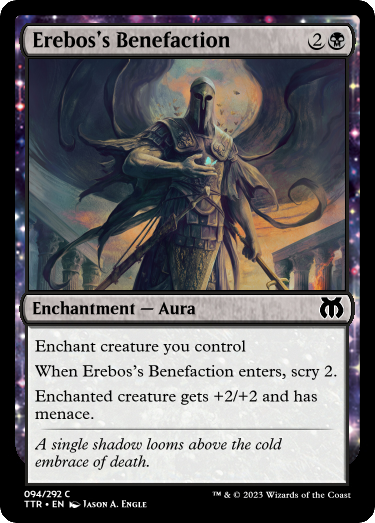 Erebos's Benefaction 2
Enchantment — Aura
Enchant creature you control
When Erebos's Benefaction enters, scry 2.
Enchanted creature gets +2/+2 and has
menace.
A single shadow looms above the cold
embrace of death.
094/292 C
TTR • EN Jason A. Engle
™ & © 2023 Wizards of the Coast